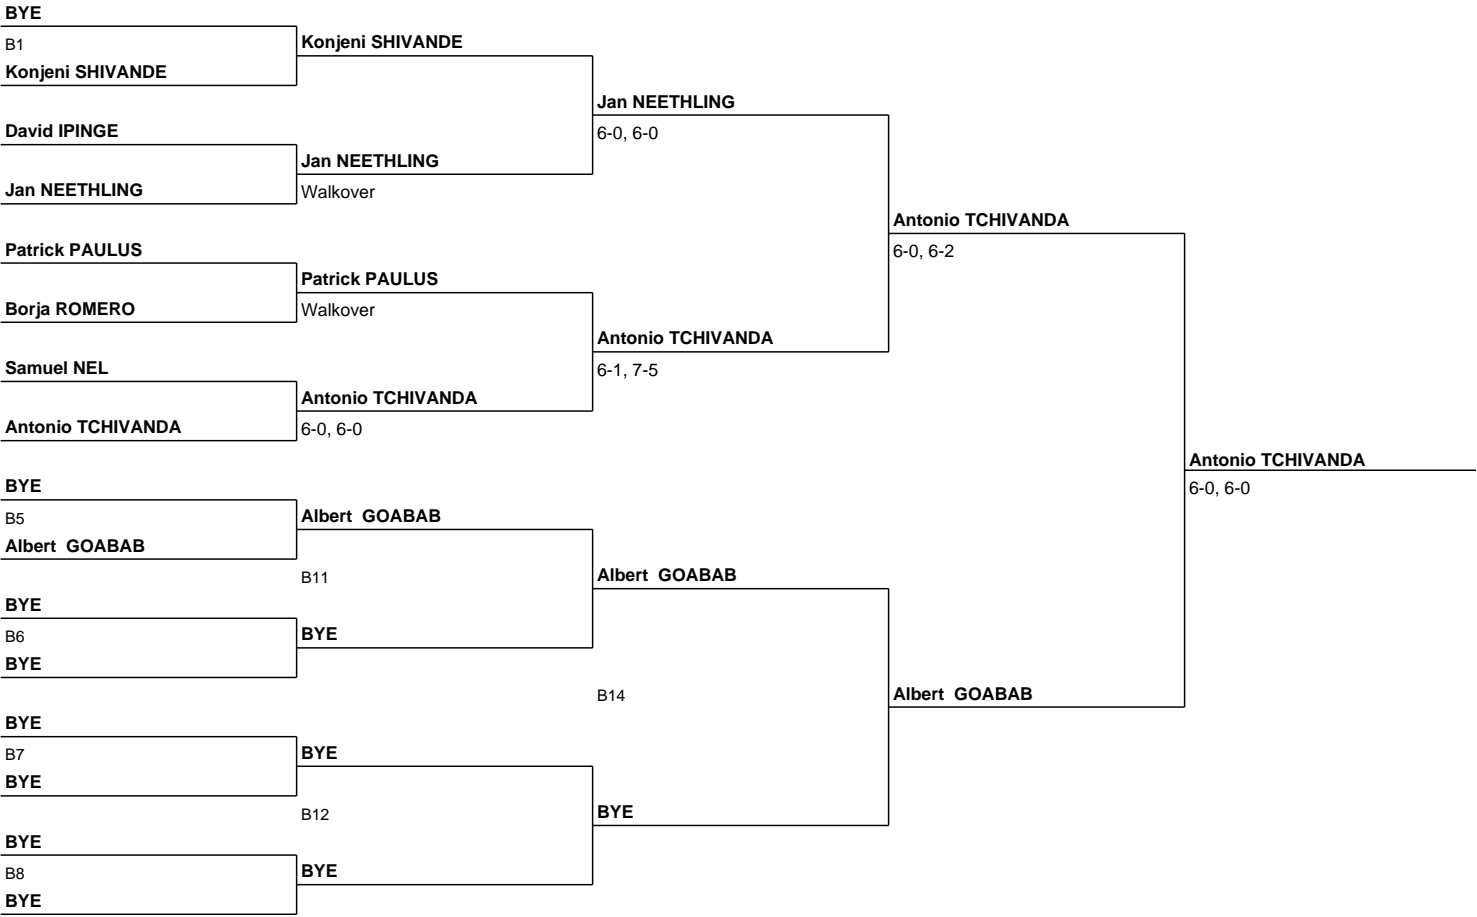 BYE
B1
Konjeni SHIVANDE
David IPINGE
Jan NEETHLING
Patrick PAULUS
Borja ROMERO
Samuel NEL
Antonio TCHIVANDA
BYE
B5
Albert  GOABAB
BYE
B6
BYE
BYE
B7
BYE
BYE
B8
BYE
Konjeni SHIVANDE
Jan NEETHLING
Walkover
Patrick PAULUS
Walkover
Antonio TCHIVANDA
6-0, 6-0
Albert  GOABAB
B11
BYE
BYE
B12
BYE
Jan NEETHLING
6-0, 6-0
Antonio TCHIVANDA
6-1, 7-5
Albert  GOABAB
B14
BYE
Antonio TCHIVANDA
6-0, 6-2
Albert  GOABAB
Antonio TCHIVANDA
6-0, 6-0